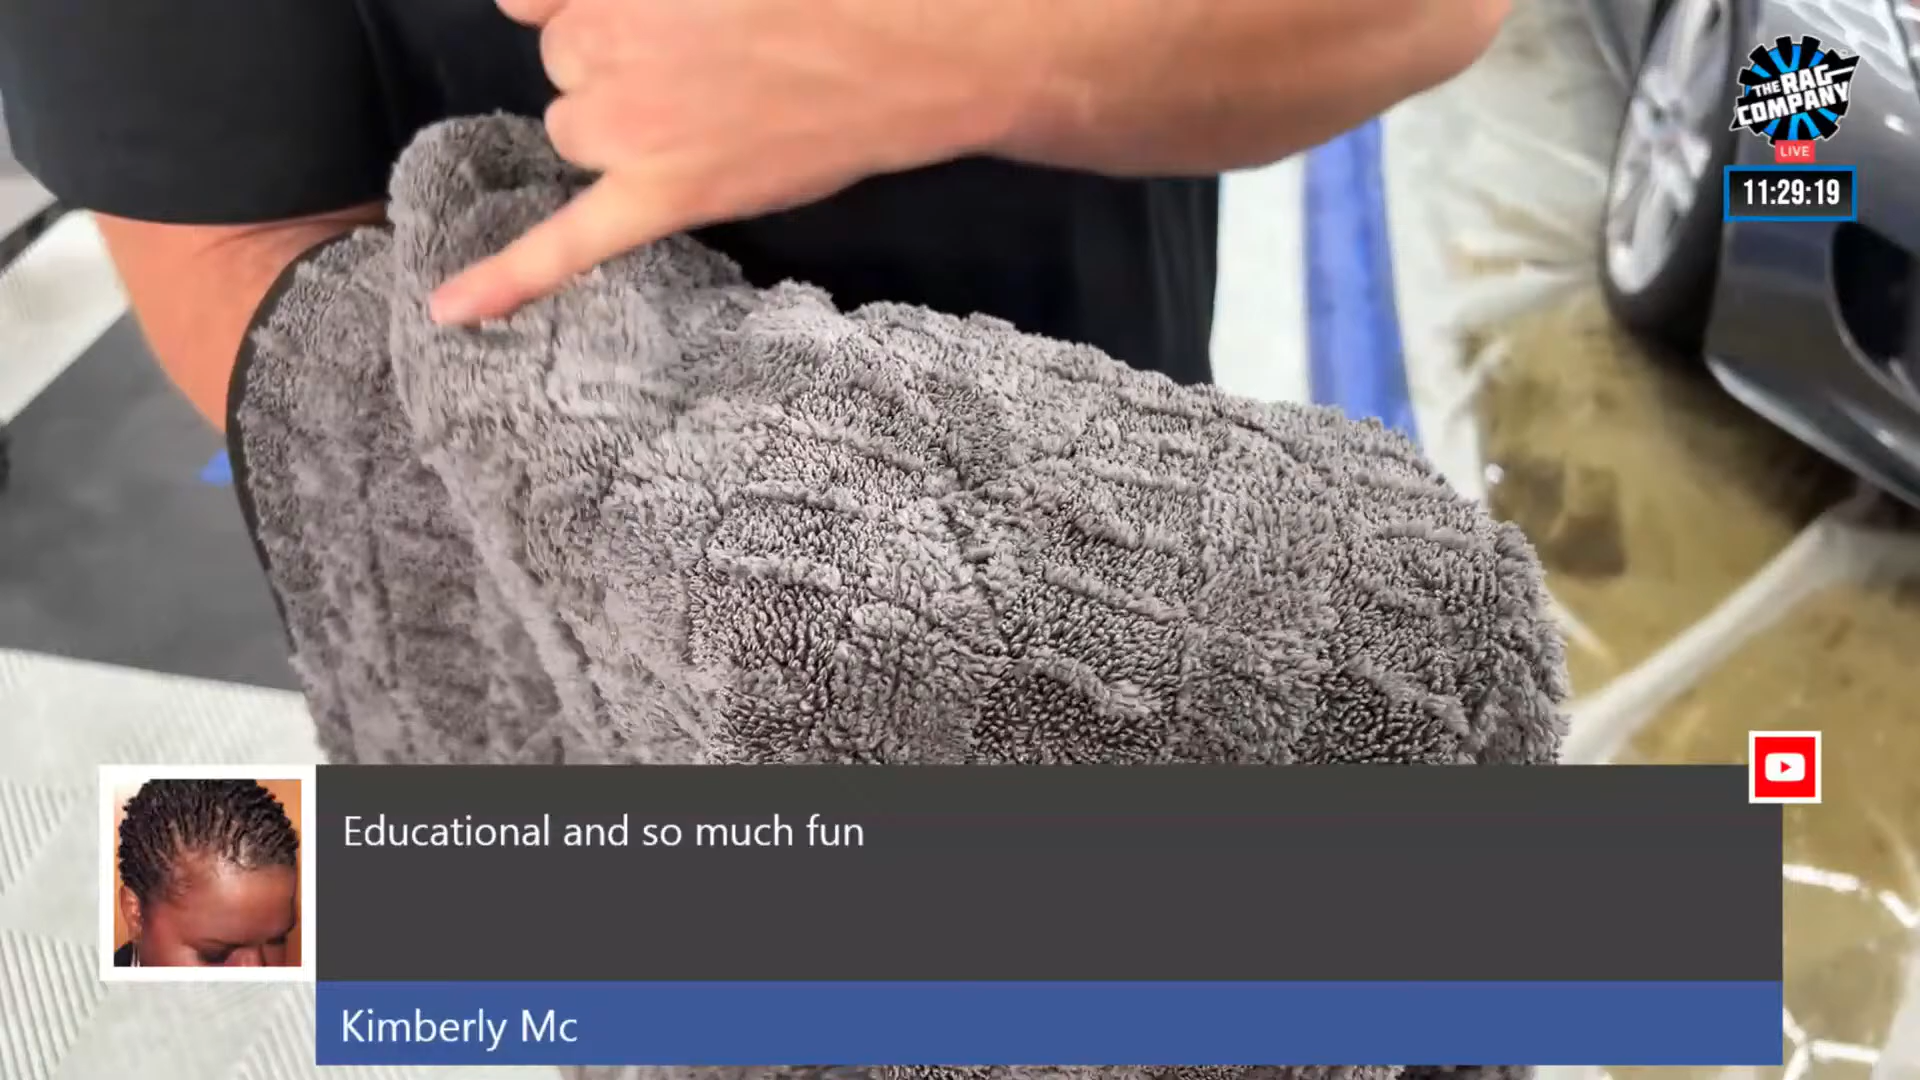 THE RAG
COMPANY
LIVE
11:29:19
Educational and so much fun
Kimberly Mc